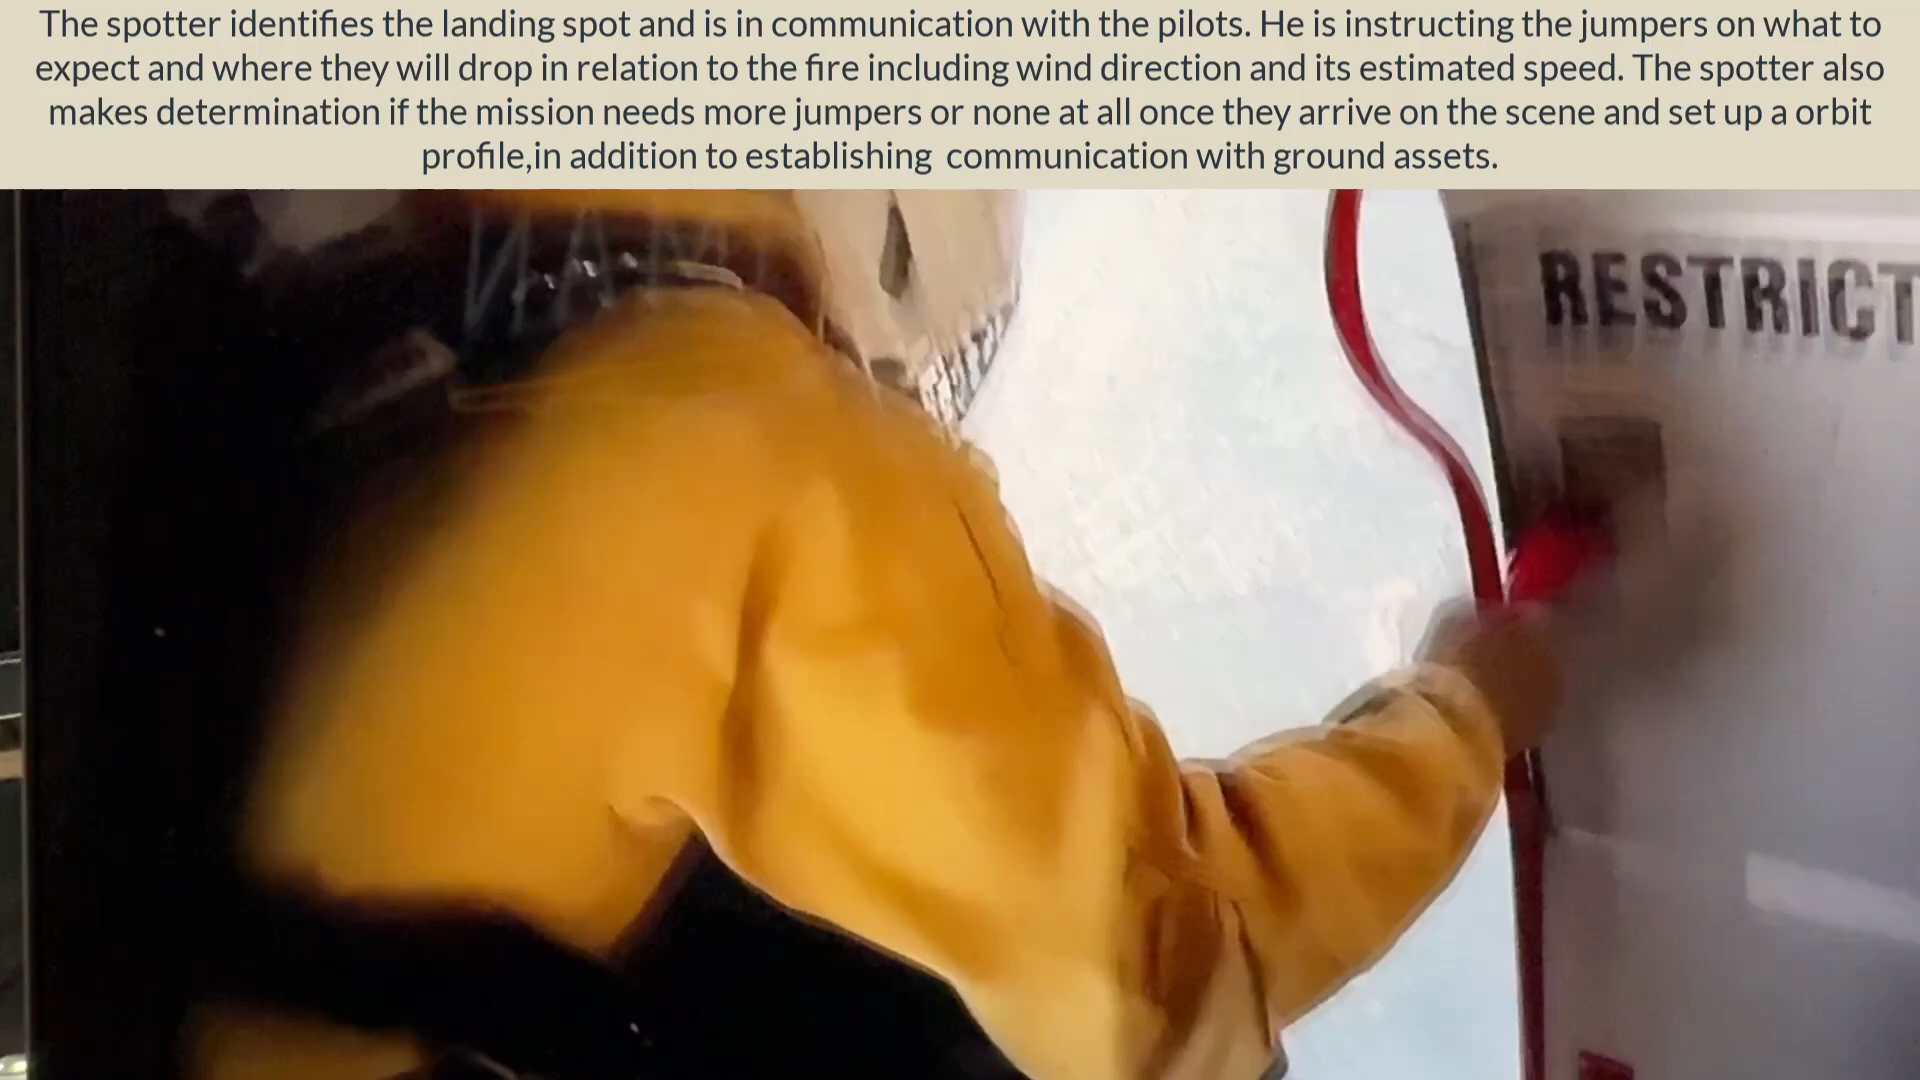 The spotter identifies the landing spot and is in communication with the pilots. He is instructing the jumpers on what to
expect and where they will drop in relation to the fire including wind direction and its estimated speed. The spotter also
makes determination if the mission needs more jumpers or none at all once they arrive on the scene and set up a orbit
profile,in addition to establishing  communication with ground assets.
RESTRICT